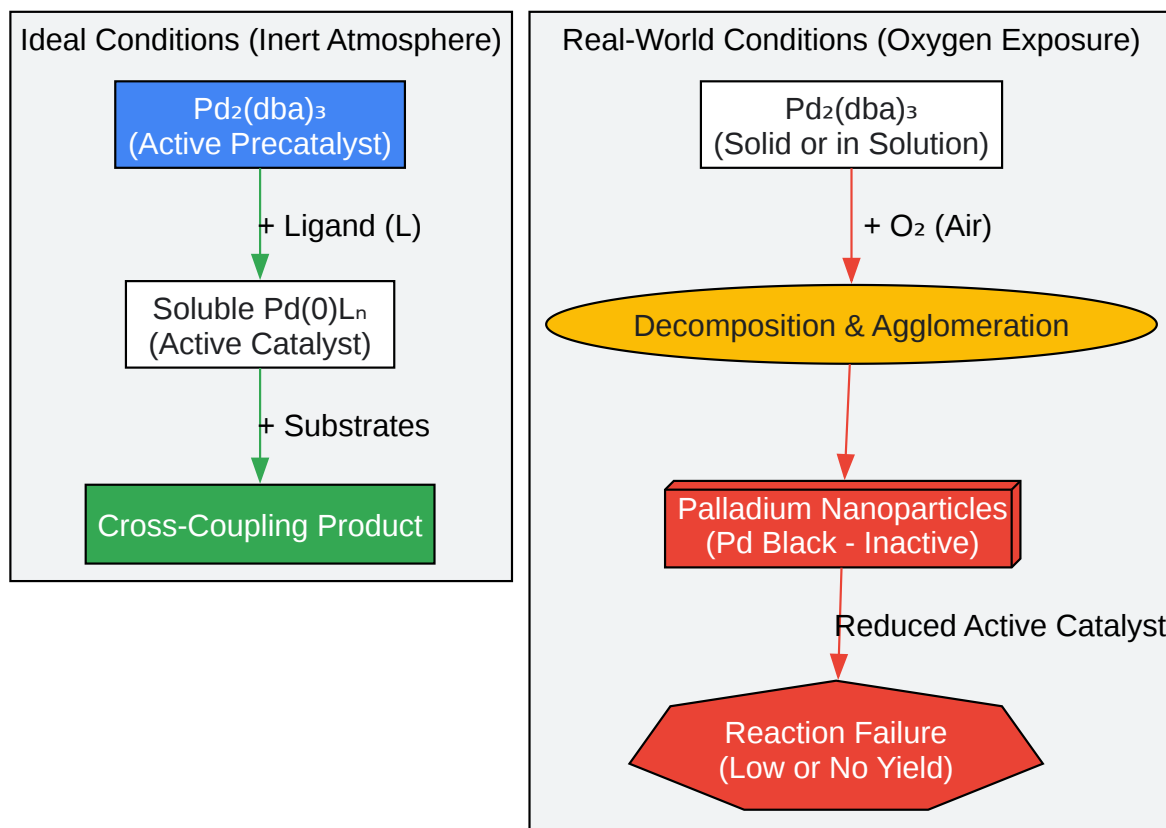 Ideal Conditions (Inert Atmosphere)
Pd₂(dba)₃
(Active Precatalyst)
+ Ligand (L)
Soluble Pd(0)Lₙ
(Active Catalyst)
+ Substrates
Cross-Coupling Product
Real-World Conditions (Oxygen Exposure)
Pd₂(dba)₃
(Solid or in Solution)
+ O₂ (Air)
Decomposition & Agglomeration
Palladium Nanoparticles
(Pd Black - Inactive)
Reduced Active Catalyst
Reaction Failure
(Low or No Yield)